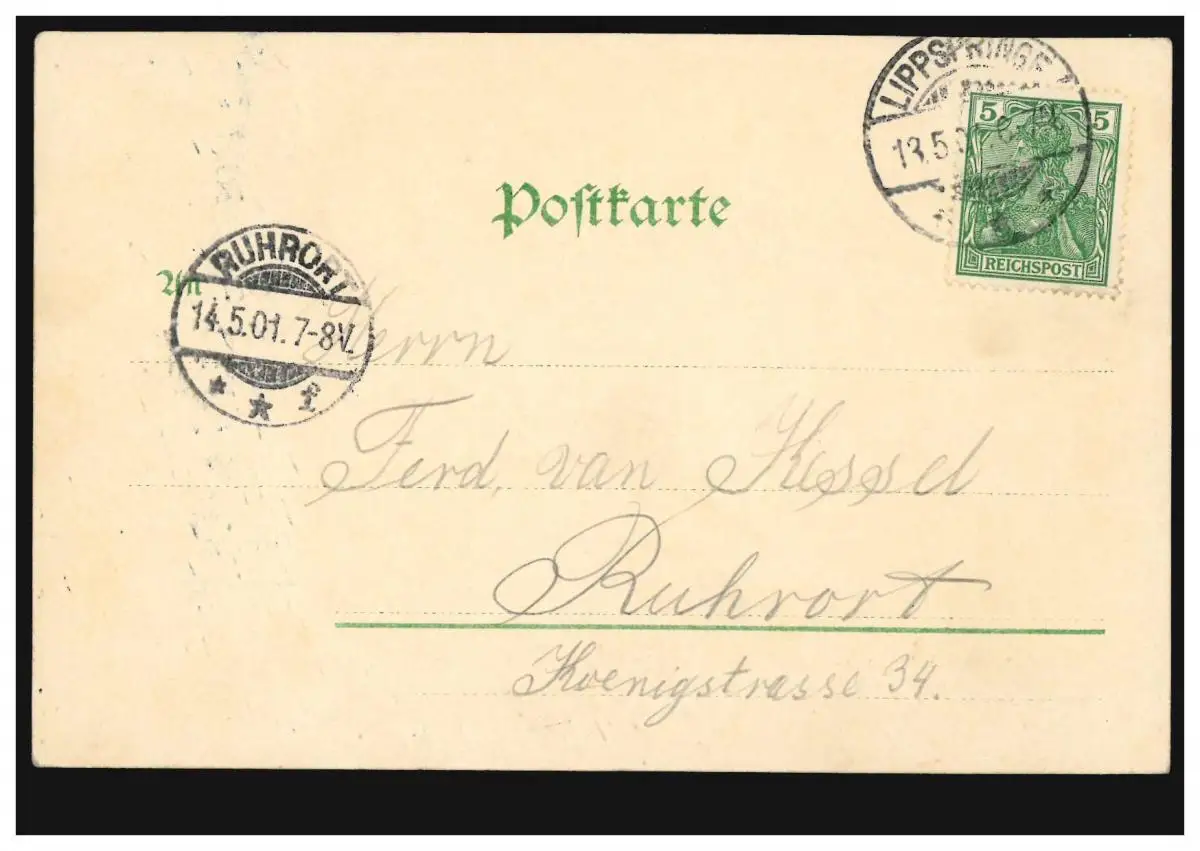 LIPPSPRINGE
13.5.0
5 5
REICHSPOST
Postkarte
RUHRORT
An
14.5.01.7-8V.
* * f
Herrn
Ferd. van Kessel
Ruhrort
Koenigstrasse 34.